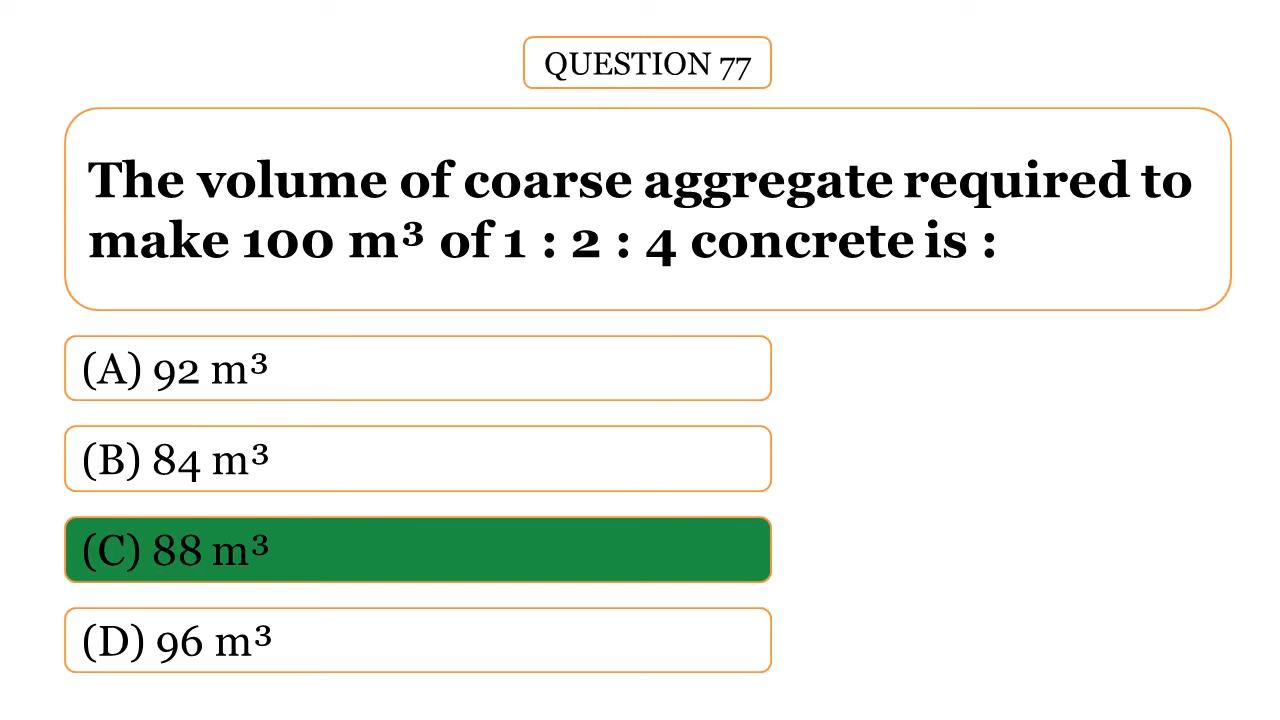 QUESTION 77
The volume of coarse aggregate required to
make 100 m³ of 1 : 2 : 4 concrete is :
(A) 92 m³
(B) 84 m³
(C) 88 m³
(D) 96 m³